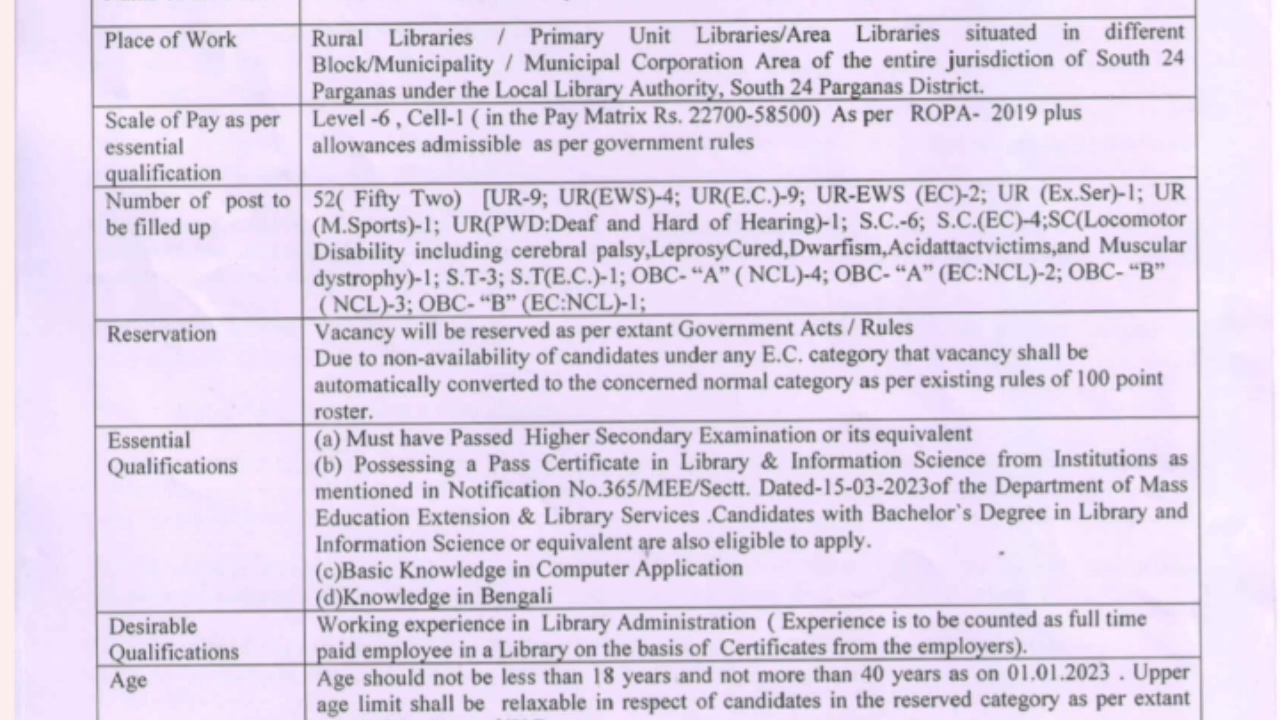 Place of Work
Rural Libraries / Primary Unit Libraries/Area Libraries situated in different
Block/Municipality / Municipal Corporation Area of the entire jurisdiction of South 24
Parganas under the Local Library Authority, South 24 Parganas District.
Scale of Pay as per
essential
qualification
Level -6 , Cell-1 ( in the Pay Matrix Rs. 22700-58500) As per ROPA- 2019 plus
allowances admissible as per government rules
Number of post to
be filled up
52( Fifty Two) [UR-9; UR(EWS)-4; UR(E.C.)-9; UR-EWS (EC)-2; UR (Ex.Ser)-1; UR
(M.Sports)-1; UR(PWD:Deaf and Hard of Hearing)-1; S.C.-6; S.C.(EC)-4;SC(Locomotor
Disability including cerebral palsy,LeprosyCured,Dwarfism,Acidattactvictims,and Muscular
dystrophy)-1; S.T-3; S.T(E.C.)-1; OBC- “A” ( NCL)-4; OBC- “A” (EC:NCL)-2; OBC- “B”
( NCL)-3; OBC- “B” (EC:NCL)-1;
Reservation
Vacancy will be reserved as per extant Government Acts / Rules
Due to non-availability of candidates under any E.C. category that vacancy shall be
automatically converted to the concerned normal category as per existing rules of 100 point
roster.
Essential
Qualifications
(a) Must have Passed Higher Secondary Examination or its equivalent
(b) Possessing a Pass Certificate in Library & Information Science from Institutions as
mentioned in Notification No.365/MEE/Sectt. Dated-15-03-2023of the Department of Mass
Education Extension & Library Services .Candidates with Bachelor's Degree in Library and
Information Science or equivalent are also eligible to apply.
(c)Basic Knowledge in Computer Application
(d)Knowledge in Bengali
Desirable
Qualifications
Working experience in Library Administration ( Experience is to be counted as full time
paid employee in a Library on the basis of Certificates from the employers).
Age
Age should not be less than 18 years and not more than 40 years as on 01.01.2023 . Upper
age limit shall be relaxable in respect of candidates in the reserved category as per extant